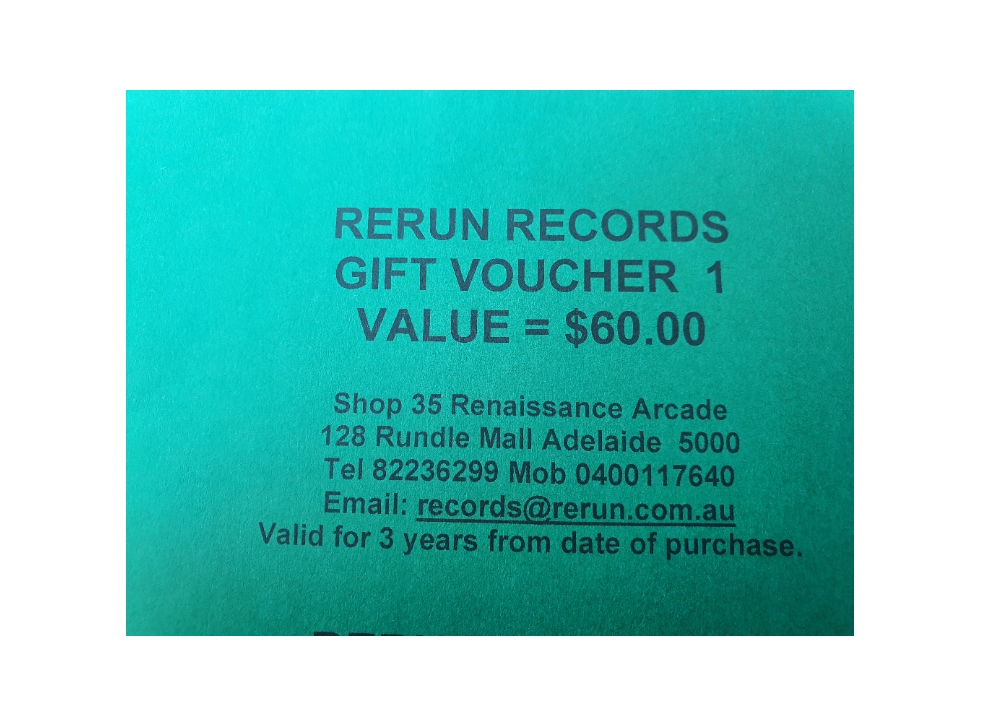 RERUN RECORDS
GIFT VOUCHER 1
VALUE = $60.00
Shop 35 Renaissance Arcade
128 Rundle Mall Adelaide 5000
Tel 82236299 Mob 0400117640
Email: records@rerun.com.au
Valid for 3 years from date of purchase.